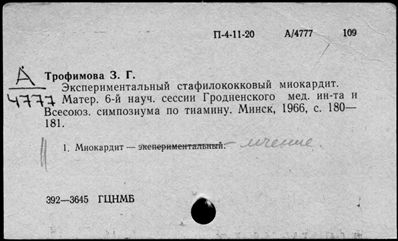 П-4-11-20 А/4777 109
А
4777
Трофимова З. Г.
Экспериментальный стафилококковый миокардит.
Матер. 6-й науч. сессии Гродненского мед. ин-та и
Всесоюз. симпозиума по тиамину. Минск, 1966, с. 180—
181.
1. Миокардит — экспериментальный. - лечение.
392—3645 ГЦНМБ